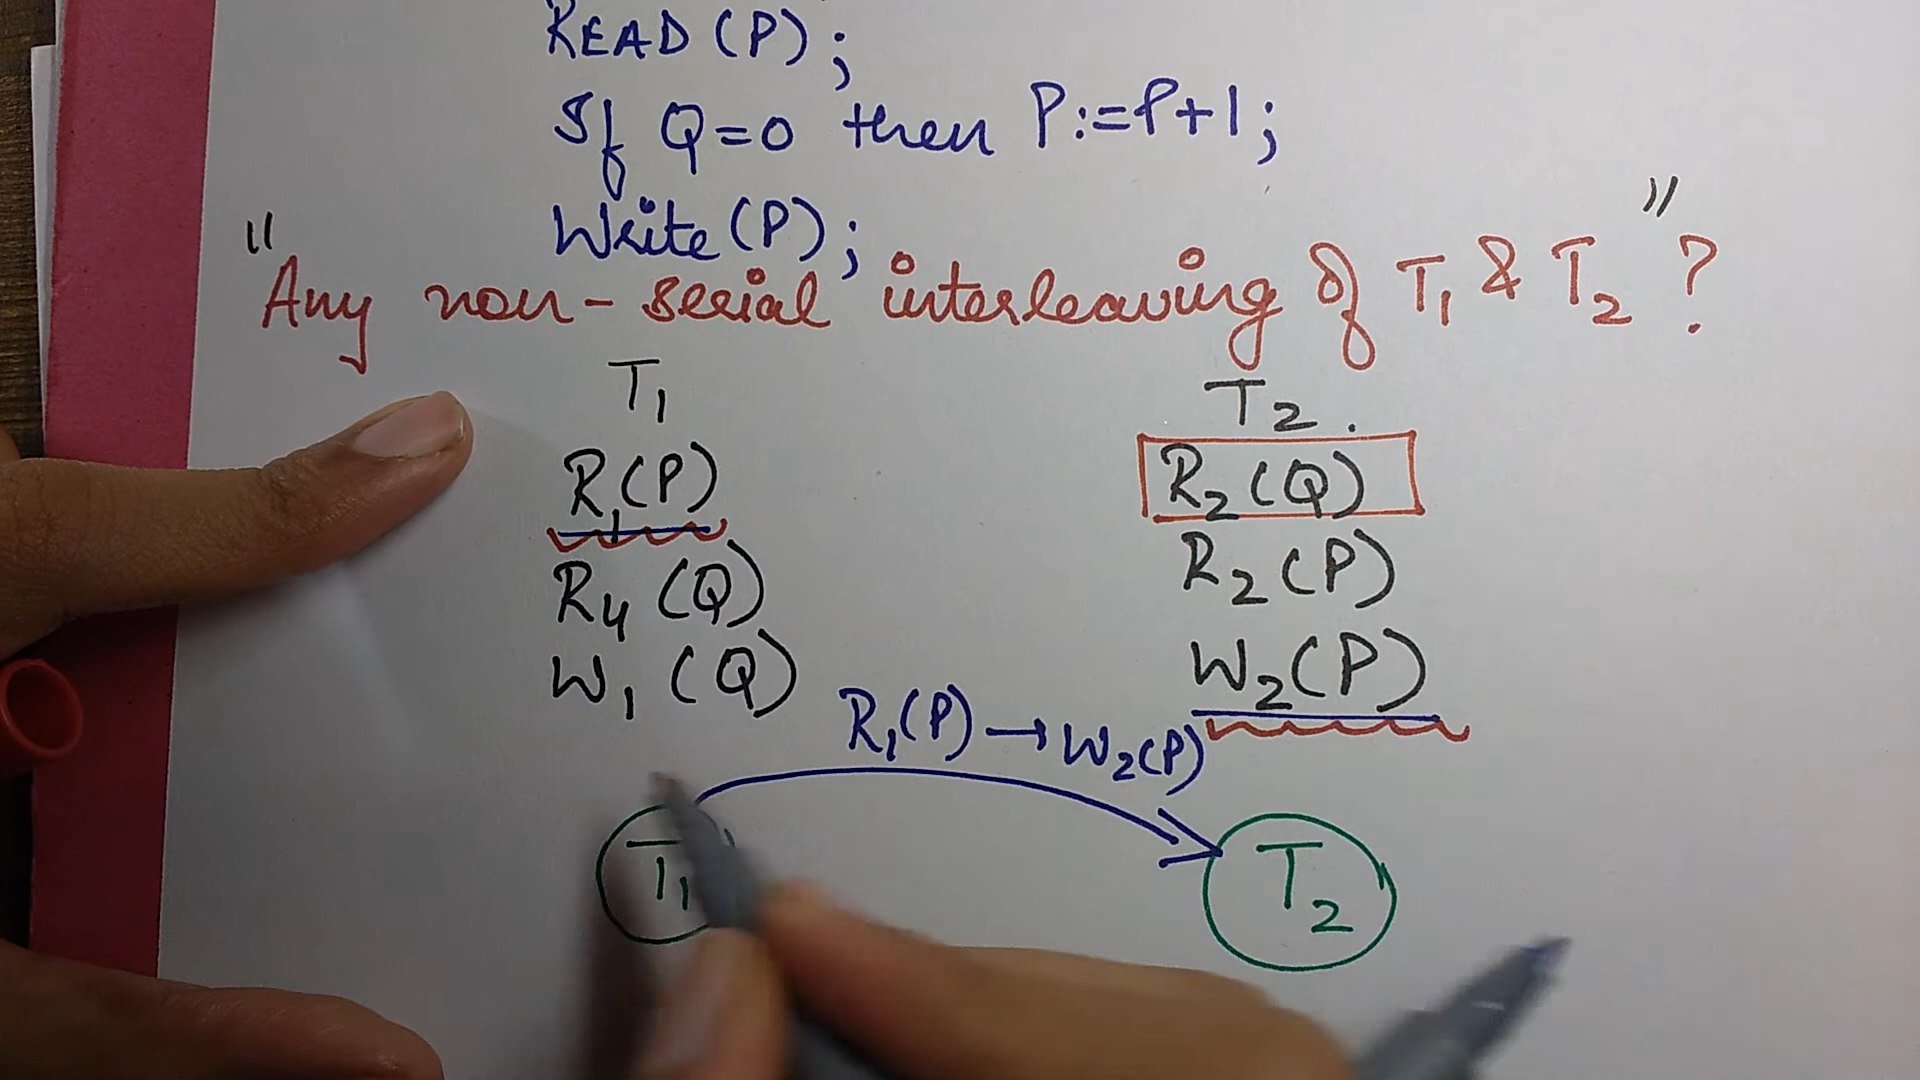 READ (P);
If Q=0 then P:=P+1;
Write (P);
"Any non-serial interleaving of T1 & T2"?
T1 T2.
R1(P) R2(Q)
R4(Q) R2(P)
W1(Q) W2(P)
R1(P)→W2(P)
T1 T2